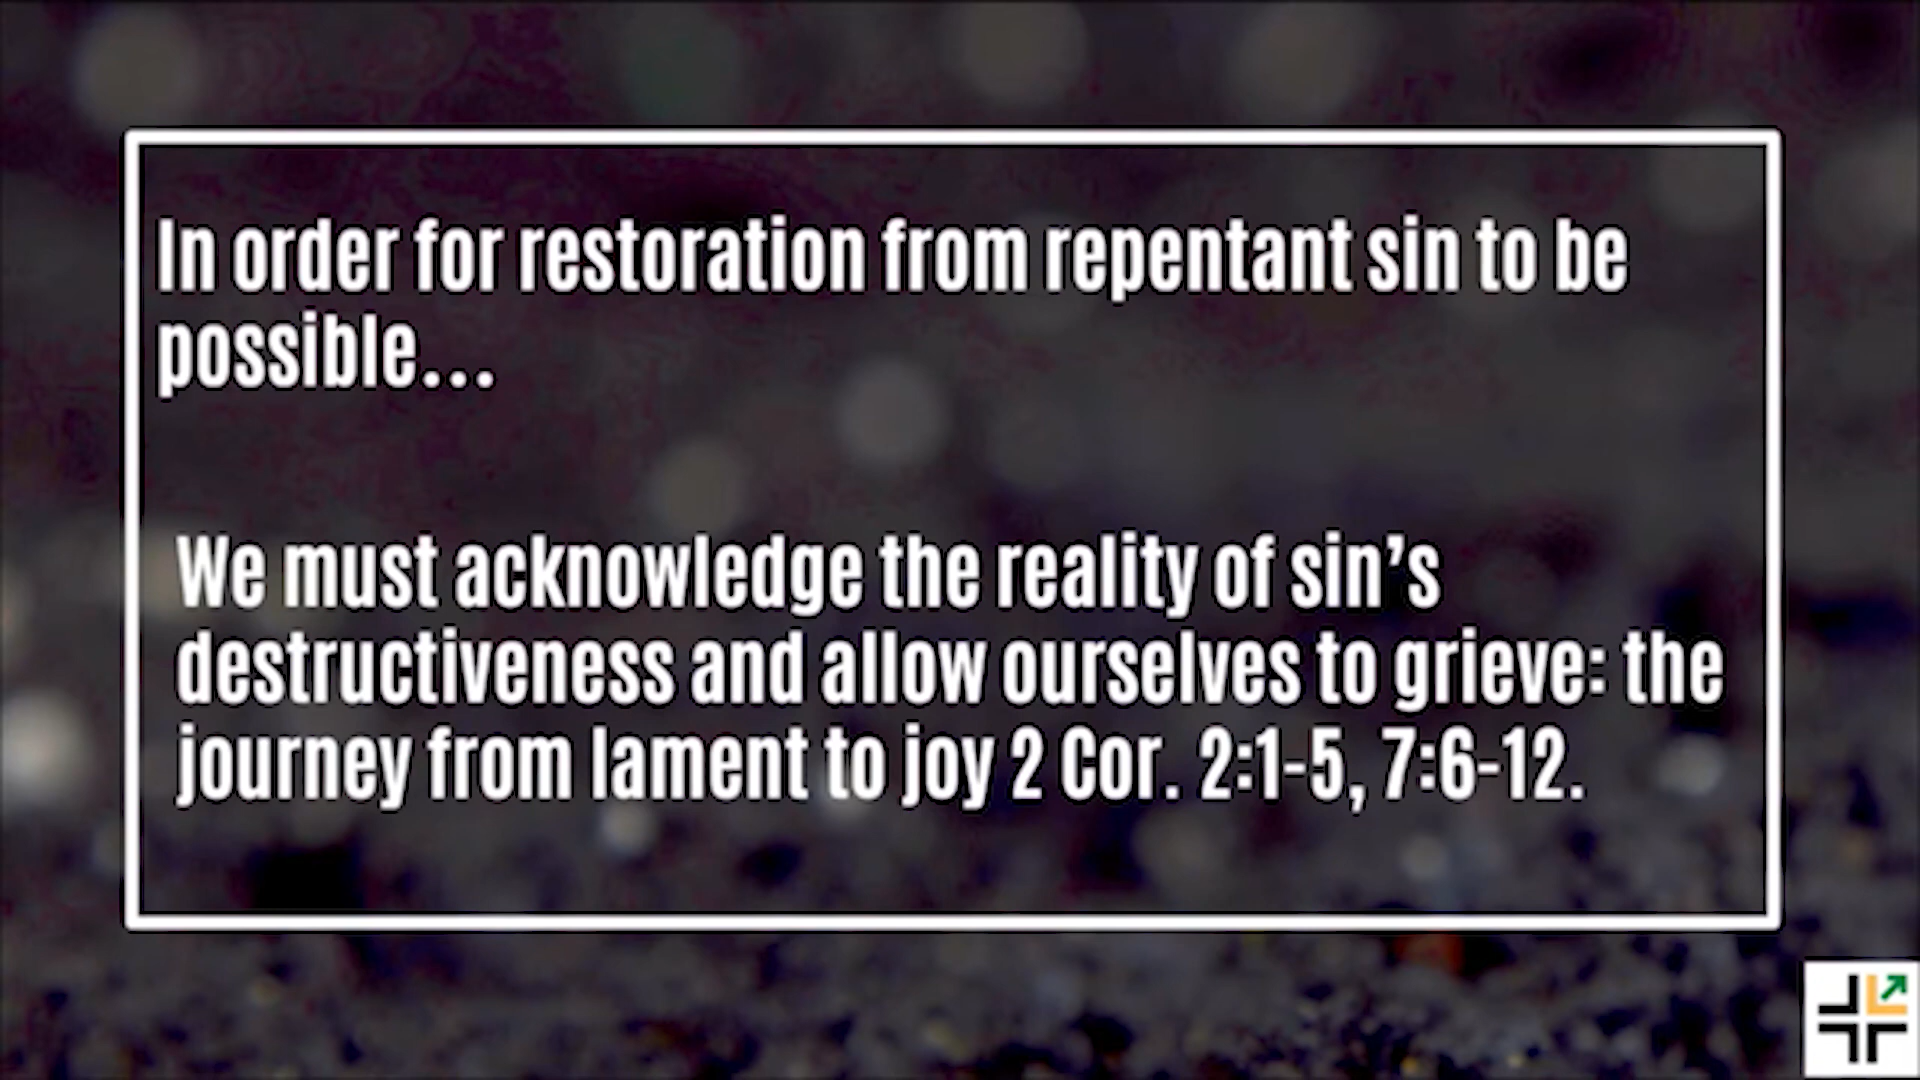 In order for restoration from repentant sin to be
possible...
We must acknowledge the reality of sin’s
destructiveness and allow ourselves to grieve: the
journey from lament to joy 2 Cor. 2:1-5, 7:6-12.